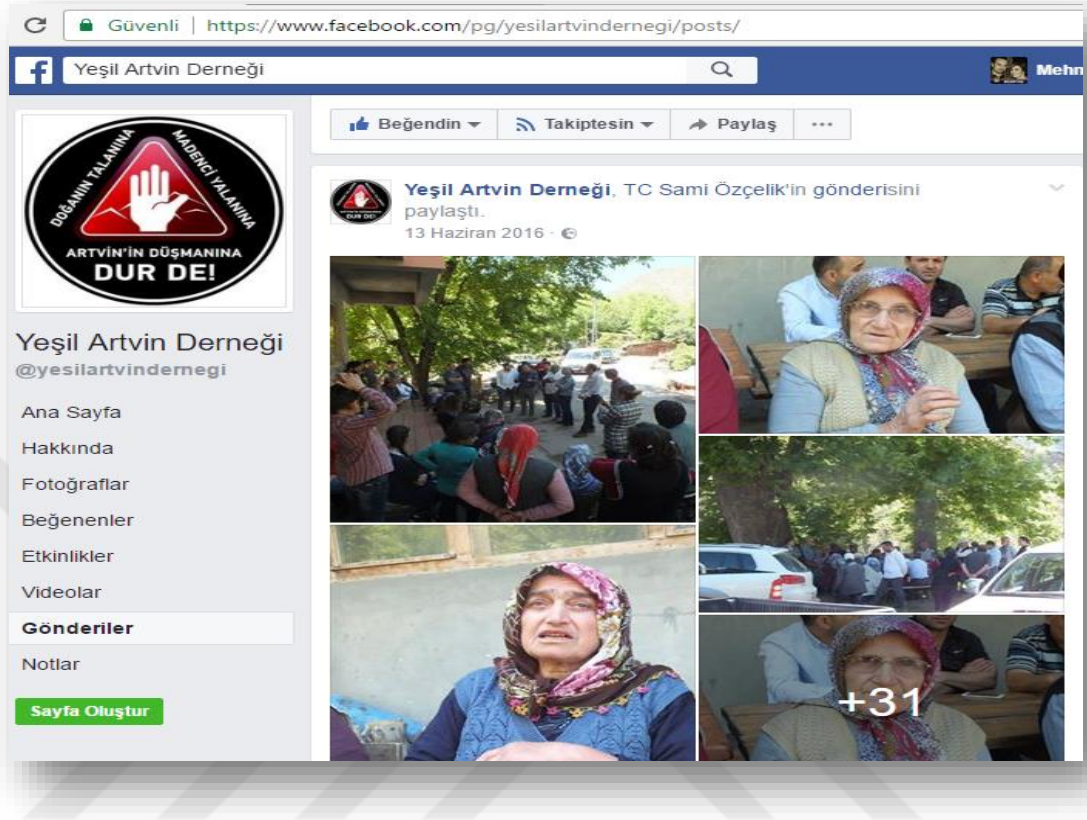 Güvenli | https://www.facebook.com/pg/yesilartvindernegi/posts/
f Yeşil Artvin Derneği
DOĞANIN TALANINA
MADENCİ YALANINA
ARTVİN'İN DÜŞMANINA
DUR DE!
Yeşil Artvin Derneği
@yesilartvindernegi
Ana Sayfa
Hakkında
Fotoğraflar
Beğenenler
Etkinlikler
Videolar
Gönderiler
Notlar
Sayfa Oluştur
Beğendin Takiptesin Paylaş ...
Yeşil Artvin Derneği, TC Sami Özçelik'in gönderisini
paylaştı.
13 Haziran 2016 ·
DUR DE!
+31